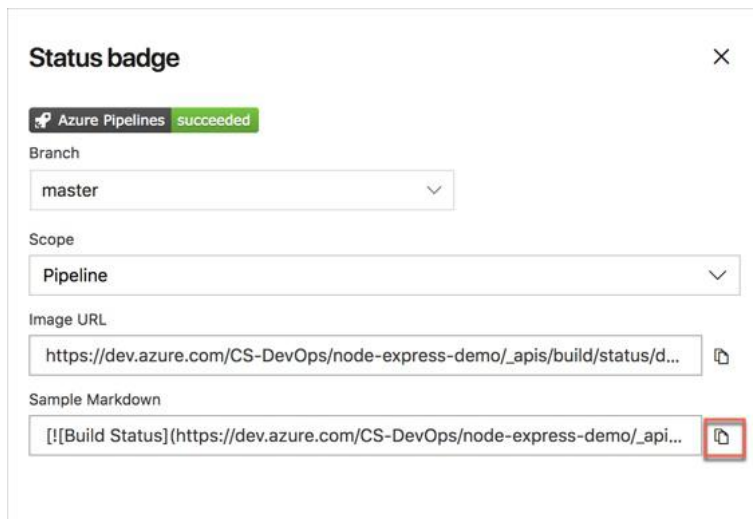 Status badge
Azure Pipelines succeeded
Branch
master
Scope
Pipeline
Image URL
https://dev.azure.com/CS-DevOps/node-express-demo/_apis/build/status/d...
Sample Markdown
[![Build Status](https://dev.azure.com/CS-DevOps/node-express-demo/_api...